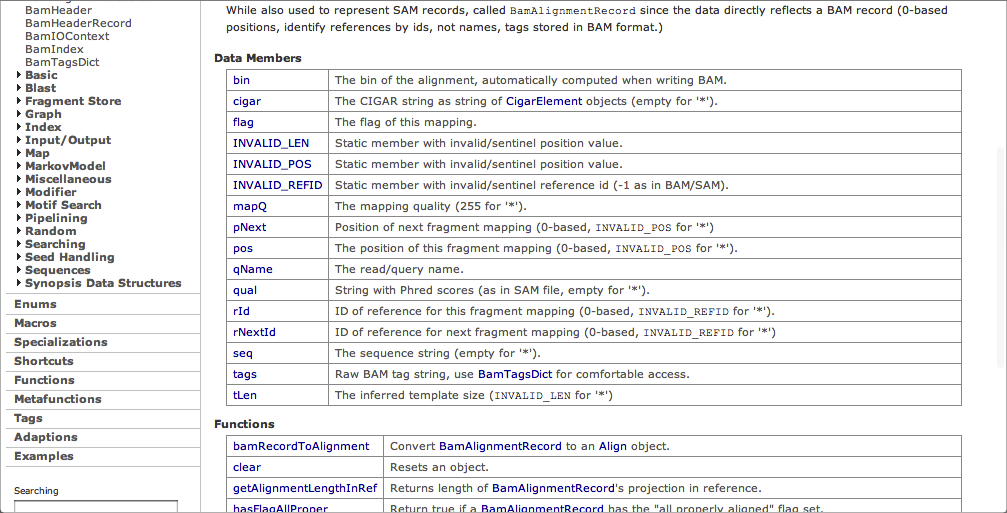 BamHeader
BamHeaderRecord
BamIOContext
BamIndex
BamTagsDict
Basic
Blast
Fragment Store
Graph
Index
Input/Output
Map
MarkovModel
Miscellaneous
Modifier
Motif Search
Pipelining
Random
Searching
Seed Handling
Sequences
Synopsis Data Structures
Enums
Macros
Specializations
Shortcuts
Functions
Metafunctions
Tags
Adaptions
Examples
Searching
While also used to represent SAM records, called BamAlignmentRecord since the data directly reflects a BAM record (0-based
positions, identify references by ids, not names, tags stored in BAM format.)
Data Members
bin The bin of the alignment, automatically computed when writing BAM.
cigar The CIGAR string as string of CigarElement objects (empty for '*').
flag The flag of this mapping.
INVALID_LEN Static member with invalid/sentinel position value.
INVALID_POS Static member with invalid/sentinel position value.
INVALID_REFID Static member with invalid/sentinel reference id (-1 as in BAM/SAM).
mapQ The mapping quality (255 for '*').
pNext Position of next fragment mapping (0-based, INVALID_POS for '*')
pos The position of this fragment mapping (0-based, INVALID_POS for '*').
qName The read/query name.
qual String with Phred scores (as in SAM file, empty for '*').
rId ID of reference for this fragment mapping (0-based, INVALID_REFID for '*').
rNextId ID of reference for next fragment mapping (0-based, INVALID_REFID for '*')
seq The sequence string (empty for '*').
tags Raw BAM tag string, use BamTagsDict for comfortable access.
tLen The inferred template size (INVALID_LEN for '*')
Functions
bamRecordToAlignment Convert BamAlignmentRecord to an Align object.
clear Resets an object.
getAlignmentLengthInRef Returns length of BamAlignmentRecord's projection in reference.
hasFlagAllProper Return true if a BamAlignmentRecord has the "all properly aligned" flag set.